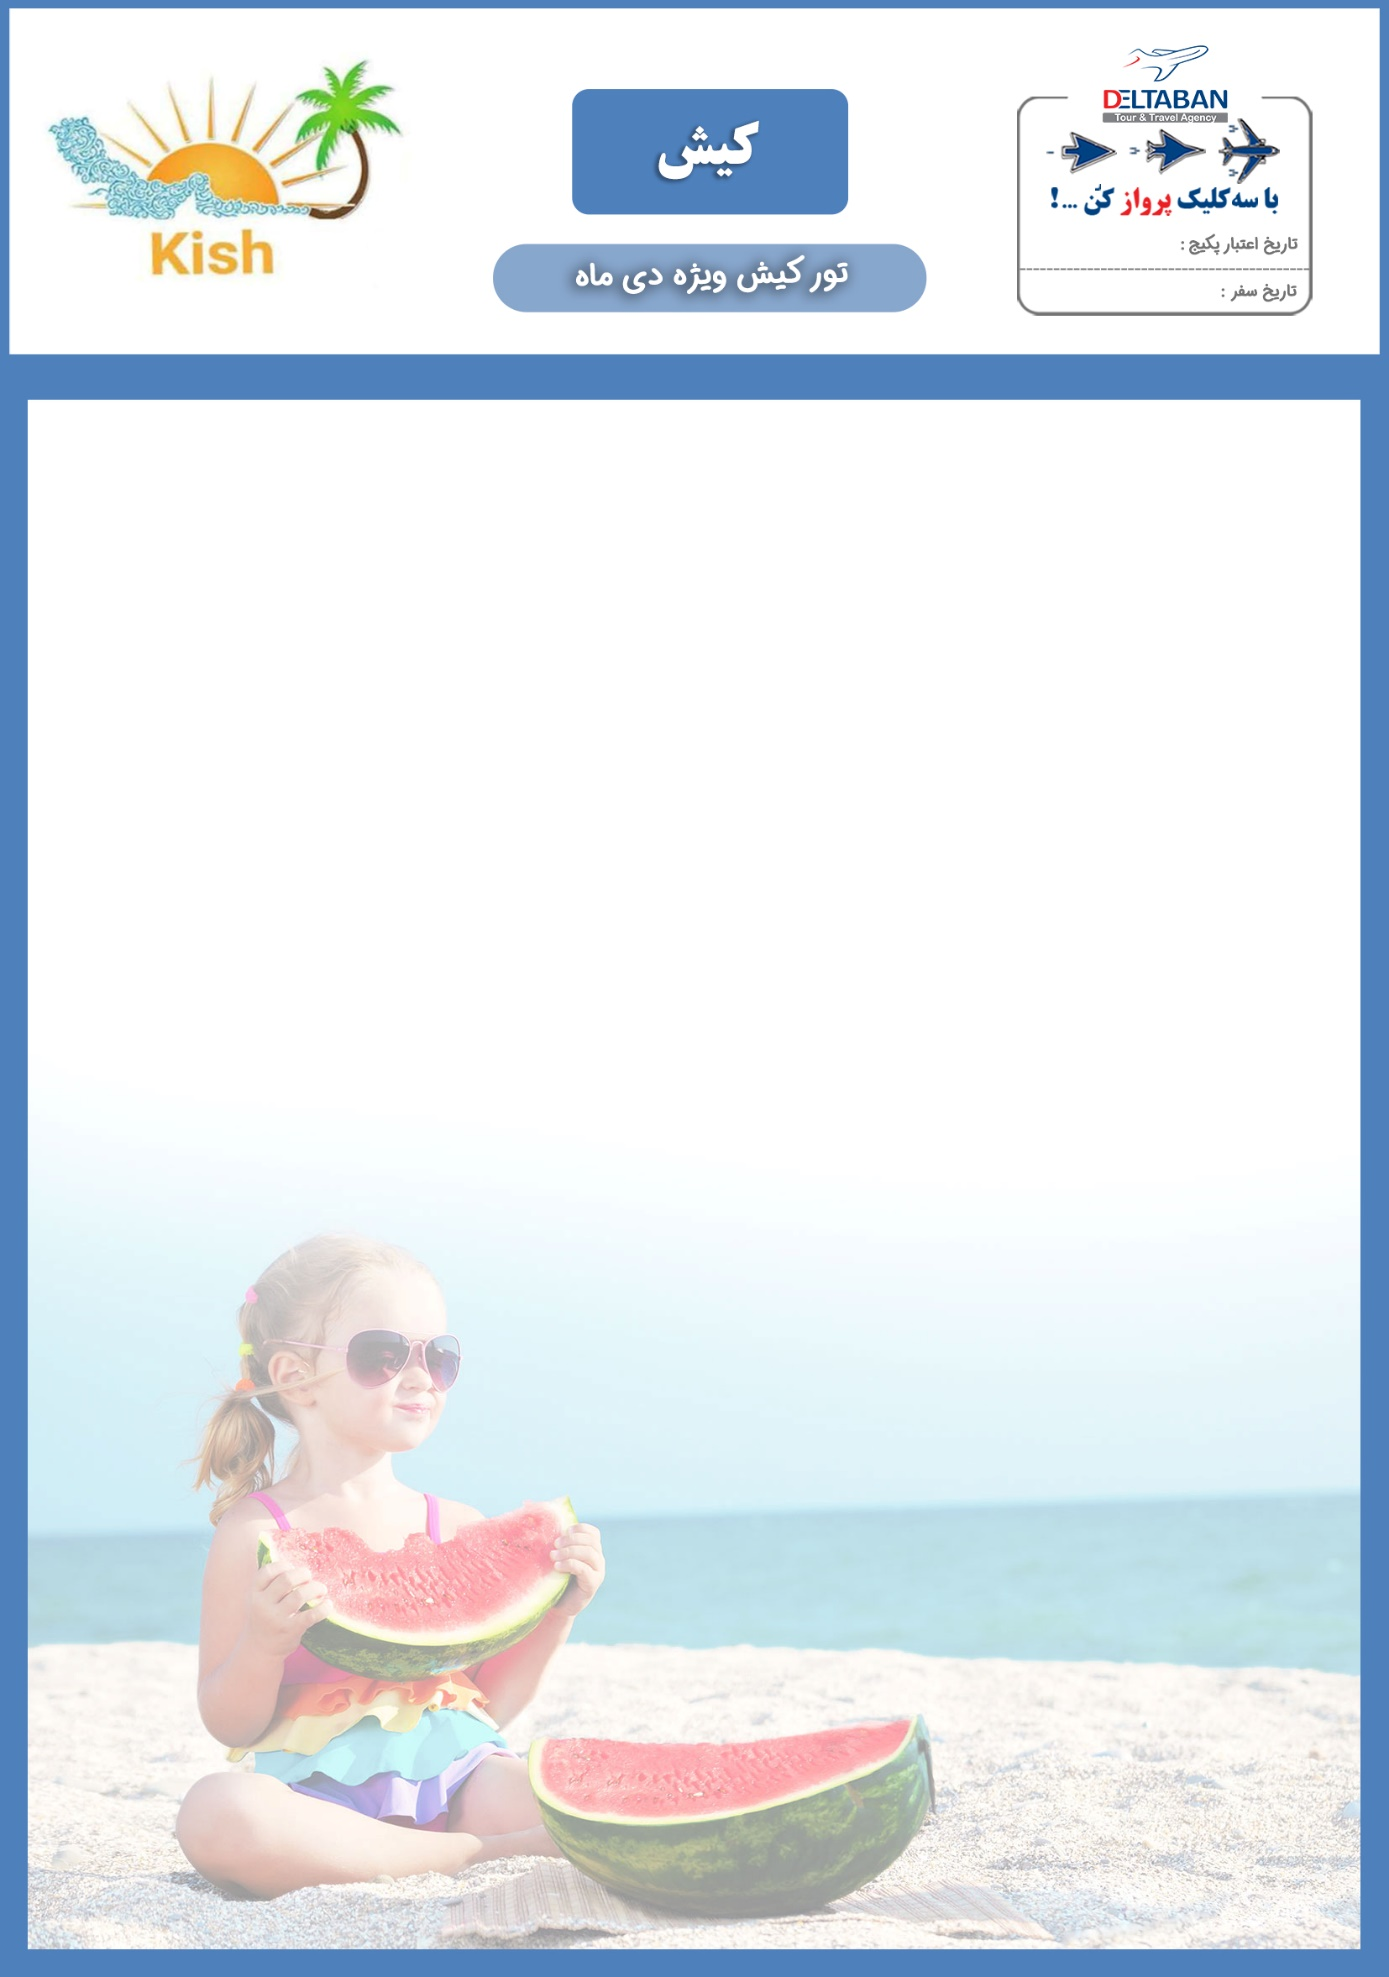 Kish
کیش
تور کیش ویژه دی ماه
DELTABAN
Tour & Travel Agency
با سه کلیک پرواز کن ... !
تاریخ اعتبار پکیج :
تاریخ سفر :